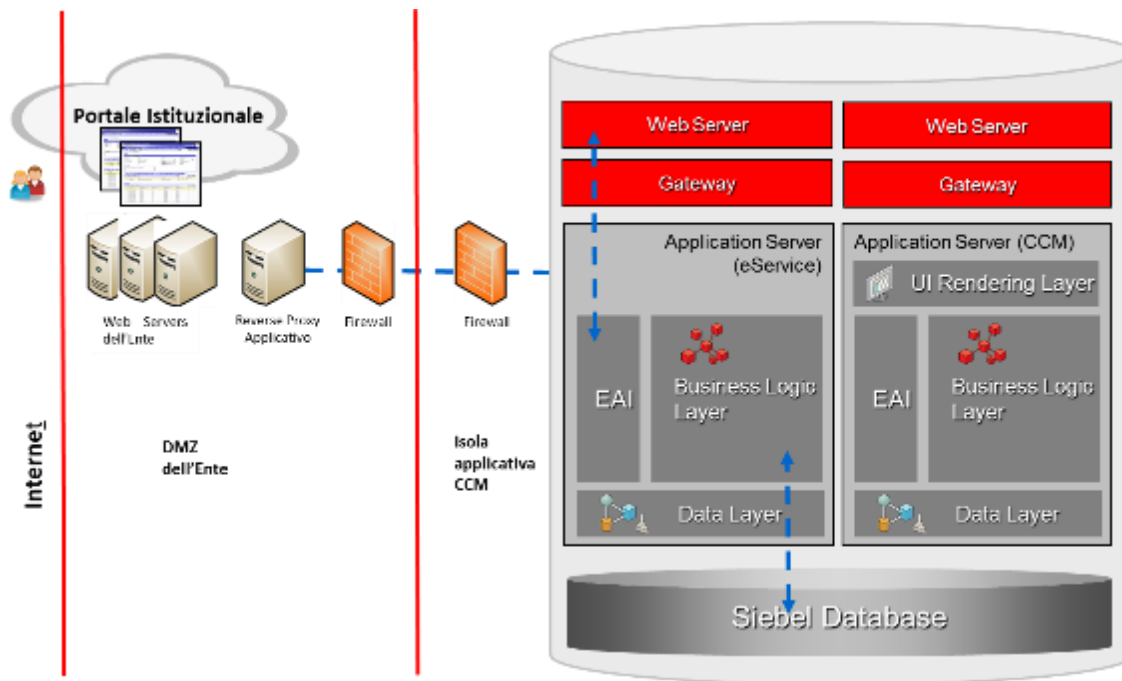 Portale Istituzionale
Web Servers
dell'Ente
Reverse Proxy
Applicativo
Firewall
Firewall
Internet
DMZ
dell'Ente
Isola
applicativa
CCM
Web Server
Web Server
Gateway
Gateway
Application Server
(eService)
Application Server (CCM)
UI Rendering Layer
EAI
Business Logic
Layer
EAI
Business Logic
Layer
Data Layer
Data Layer
Siebel Database